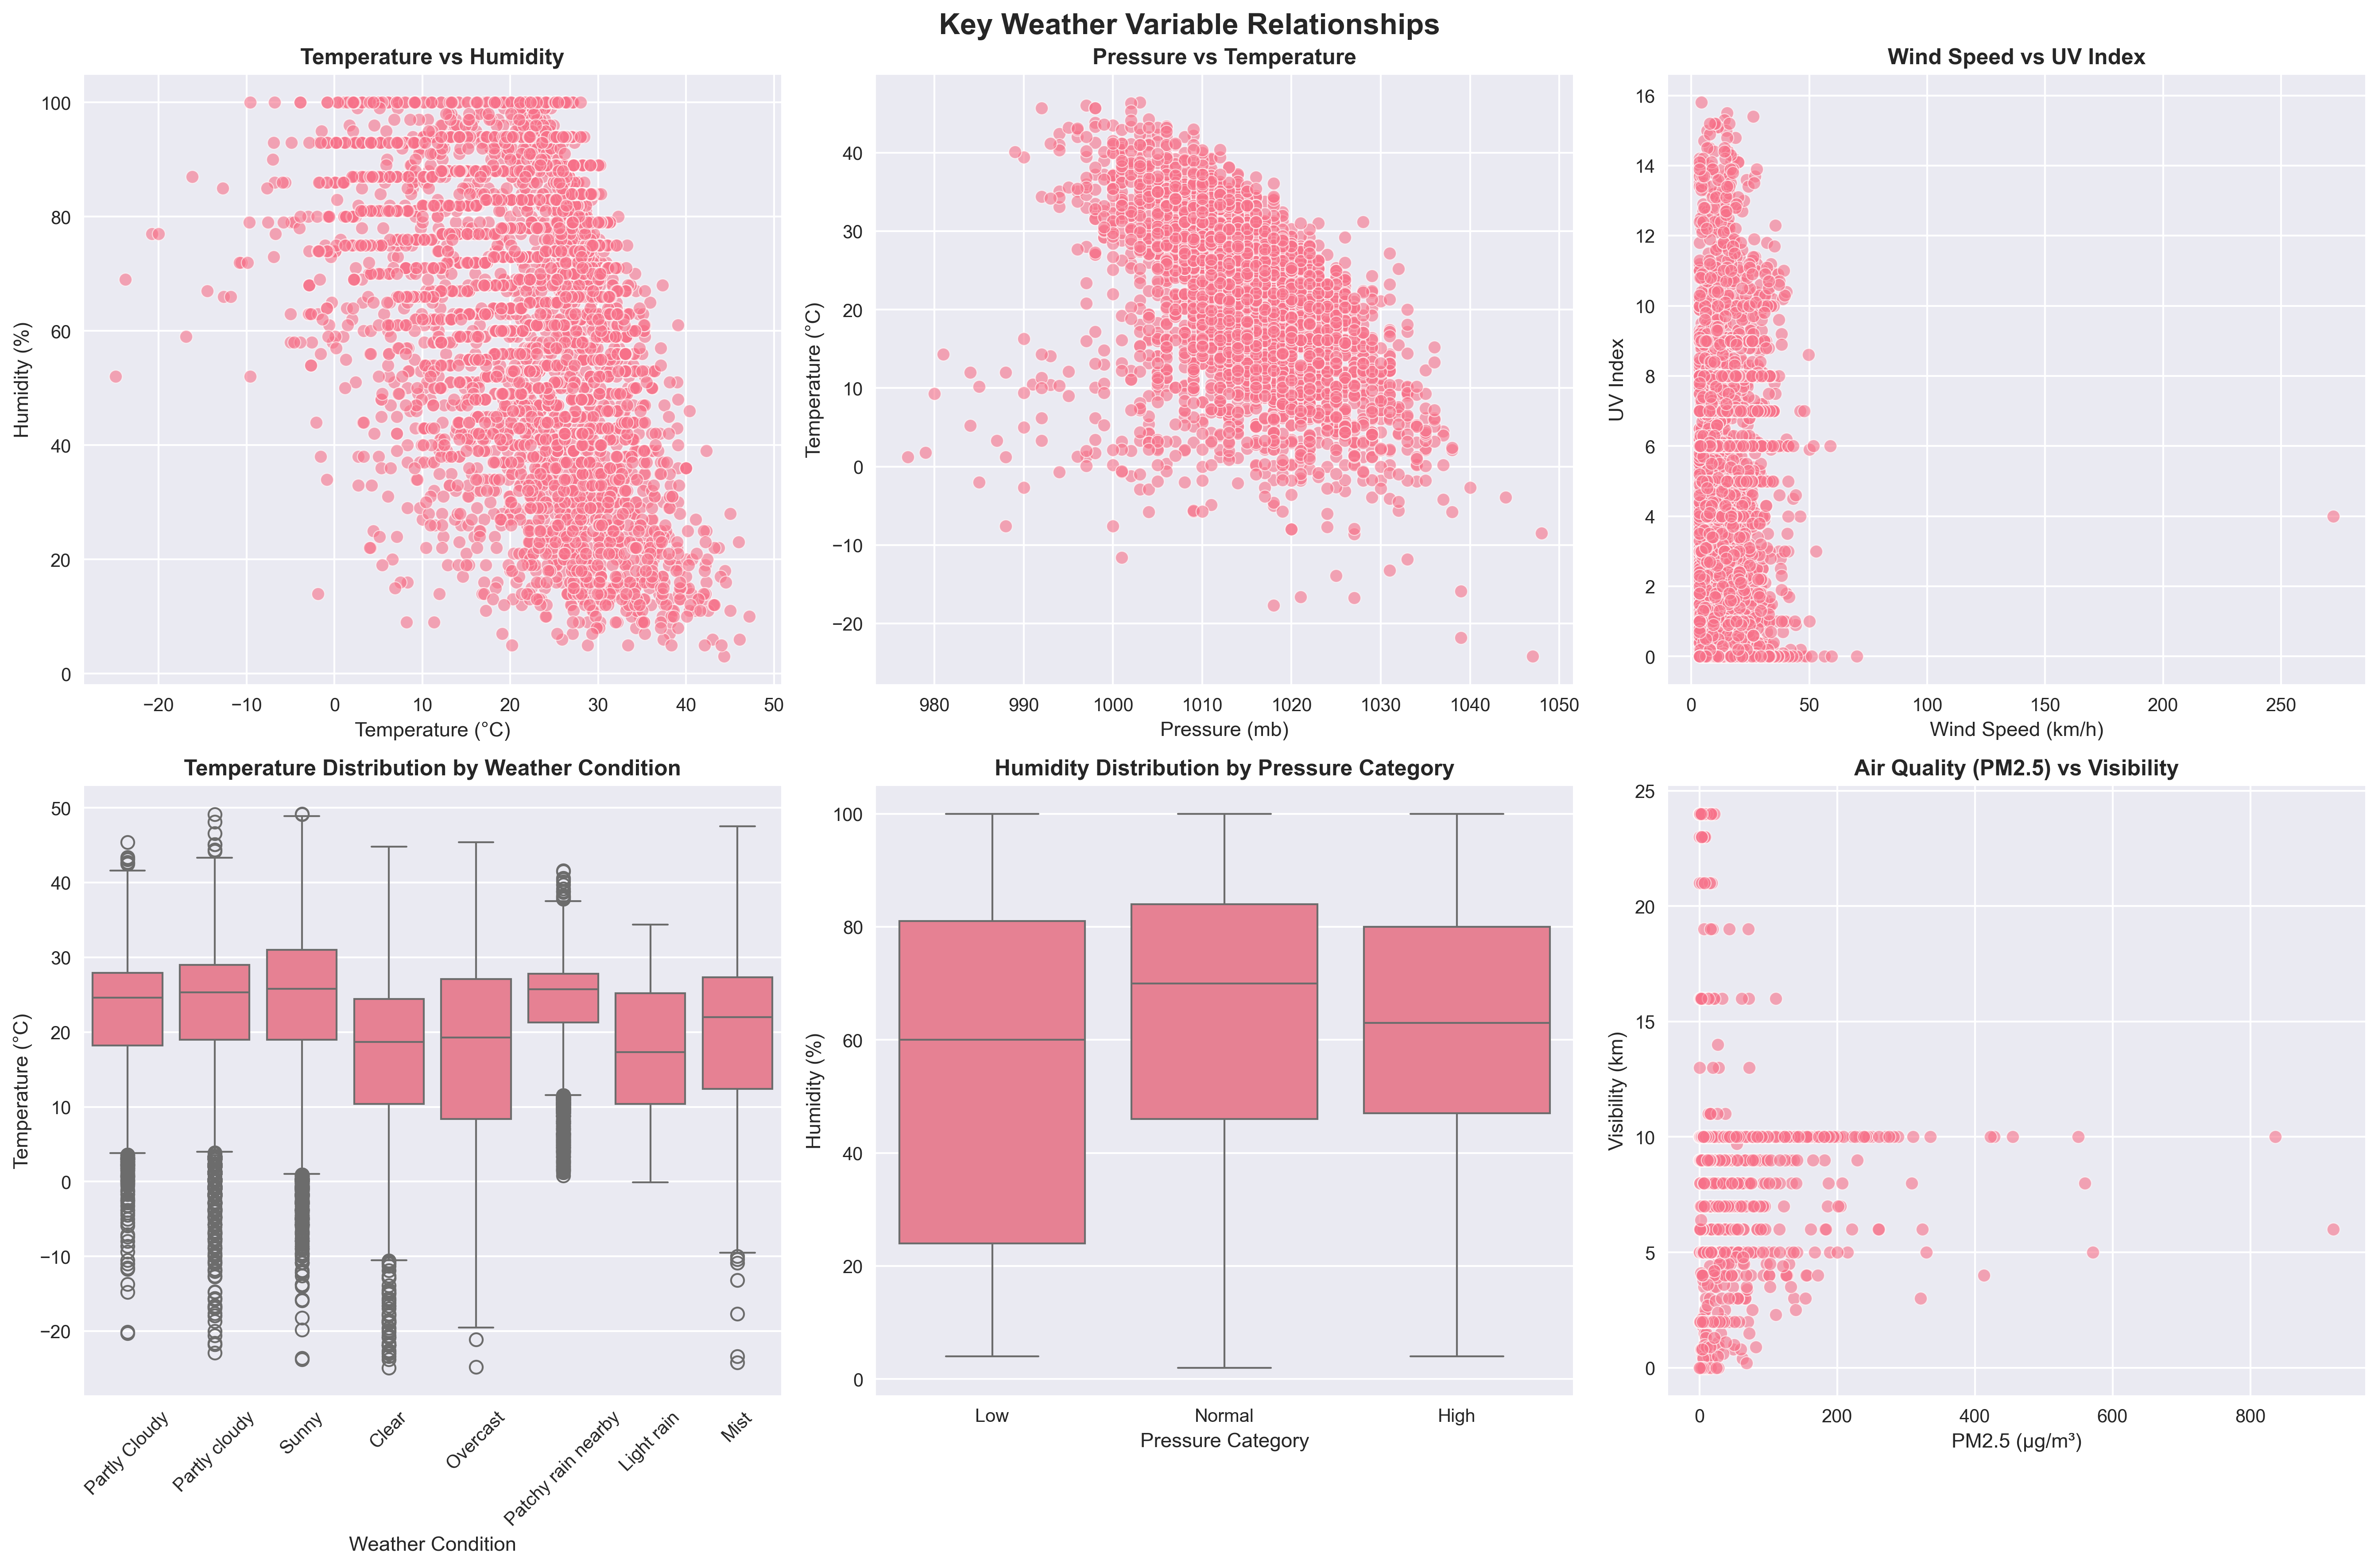 Key Weather Variable Relationships
Temperature vs Humidity
100
80
60
40
20
0
Humidity (%)
−20 −10 0 10 20 30 40 50
Temperature (°C)
Pressure vs Temperature
40
30
20
10
0
−10
−20
Temperature (°C)
980 990 1000 1010 1020 1030 1040 1050
Pressure (mb)
Wind Speed vs UV Index
16
14
12
10
8
6
4
2
0
UV Index
0 50 100 150 200 250
Wind Speed (km/h)
Temperature Distribution by Weather Condition
50
40
30
20
10
0
−10
−20
Temperature (°C)
Partly Cloudy
Partly cloudy
Sunny
Clear
Overcast
Patchy rain nearby
Light rain
Mist
Weather Condition
Humidity Distribution by Pressure Category
100
80
60
40
20
0
Humidity (%)
Low Normal High
Pressure Category
Air Quality (PM2.5) vs Visibility
25
20
15
10
5
0
Visibility (km)
0 200 400 600 800
PM2.5 (μg/m³)